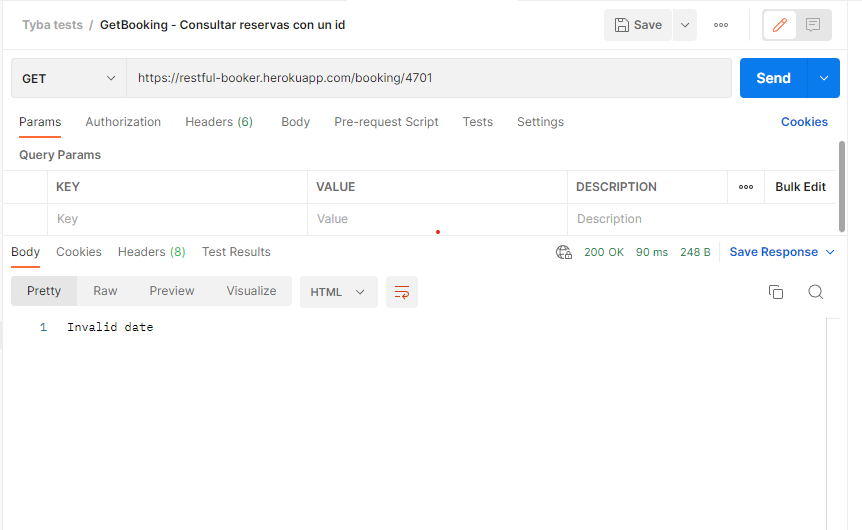 Tyba tests / GetBooking - Consultar reservas con un id
Save
GET
https://restful-booker.herokuapp.com/booking/4701
Send
Params Authorization Headers (6) Body Pre-request Script Tests Settings Cookies
Query Params
KEY VALUE DESCRIPTION Bulk Edit
Key Value Description
Body Cookies Headers (8) Test Results 200 OK 90 ms 248 B Save Response
Pretty Raw Preview Visualize HTML
1 Invalid date